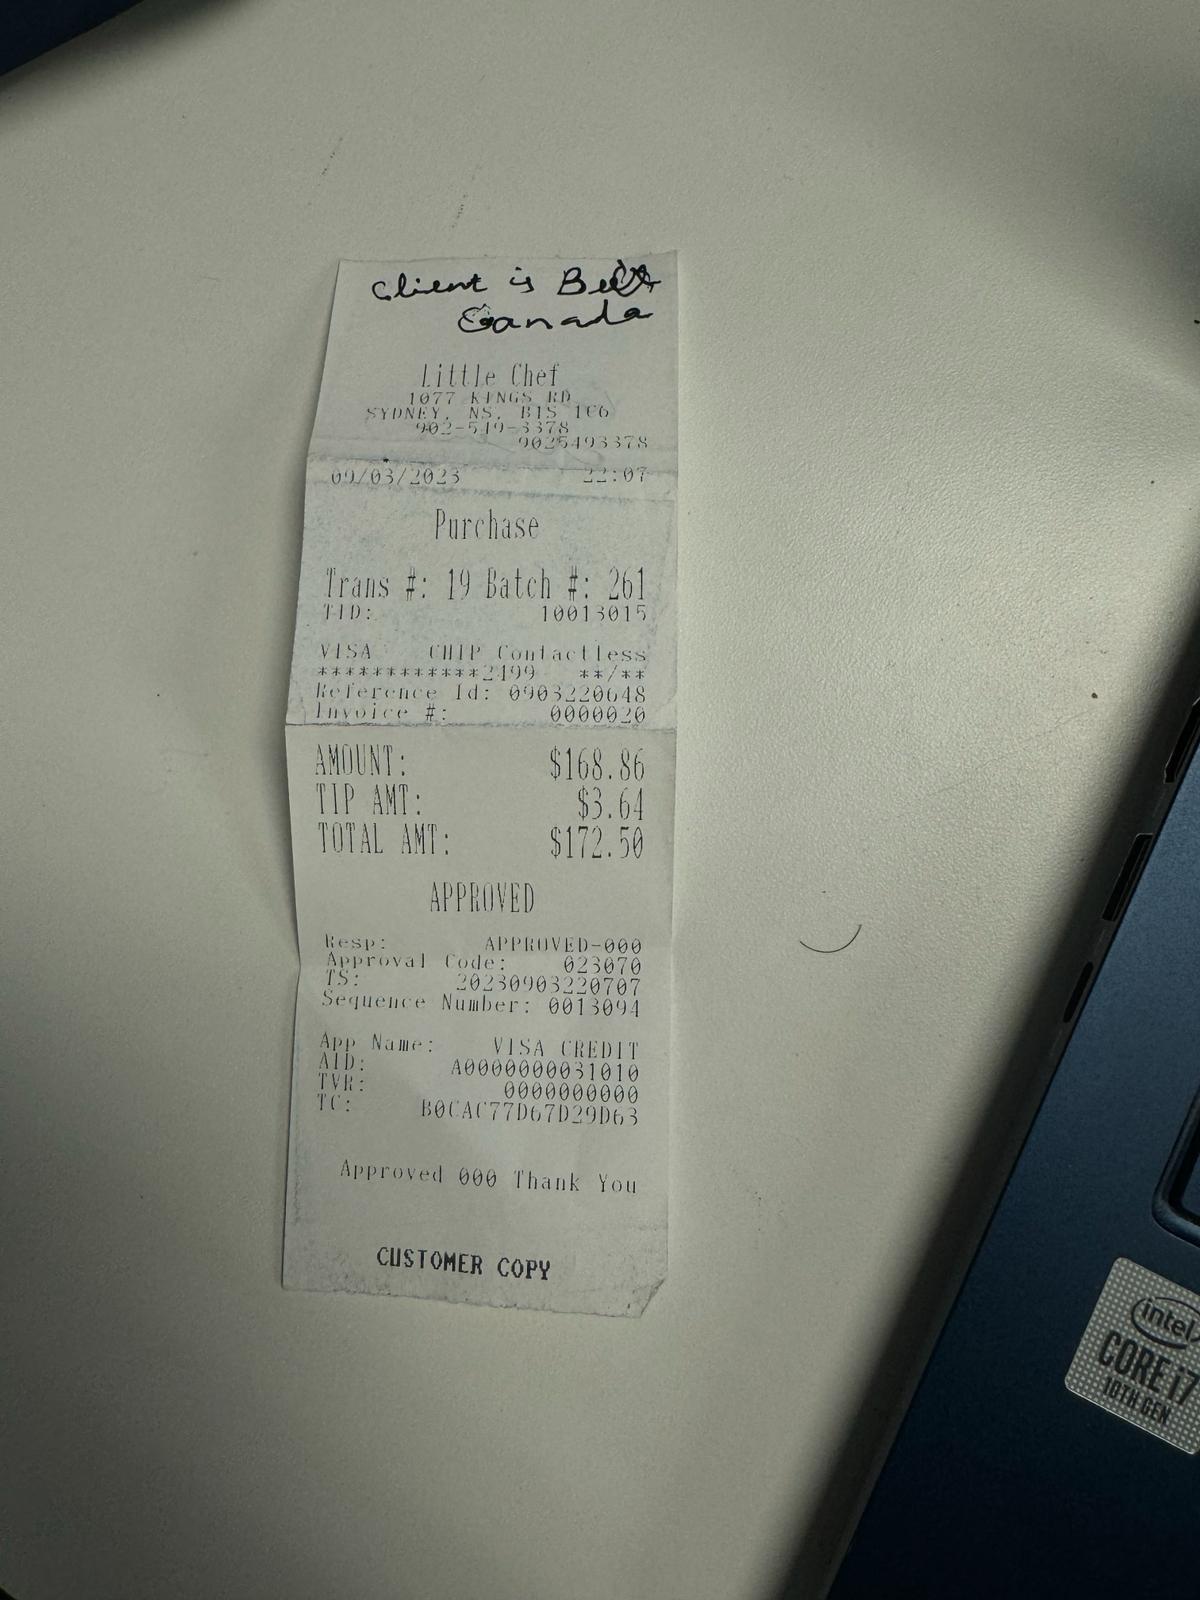 Client is
Canada
Little Chef
1077 KINGS RD
SYDNEY, NS, B1S 1C6
902-549-3378
9025493378
09/03/2023 22:07
Purchase
Trans #: 19 Batch #: 261
TID: 10013015
VISA CHIP Contactless
************2499 **/**
Reference Id: 0903220648
Invoice #: 0000020
AMOUNT: $168.86
TIP AMT: $3.64
TOTAL AMT: $172.50
APPROVED
Resp: APPROVED-000
Approval Code: 023070
TS: 20230903220707
Sequence Number: 0013094
App Name: VISA CREDIT
AID: A0000000031010
TVR: 0000000000
TC: B0CAC77D67D29D63
Approved 000 Thank You
CUSTOMER COPY
intel
CORE i7
10TH GEN